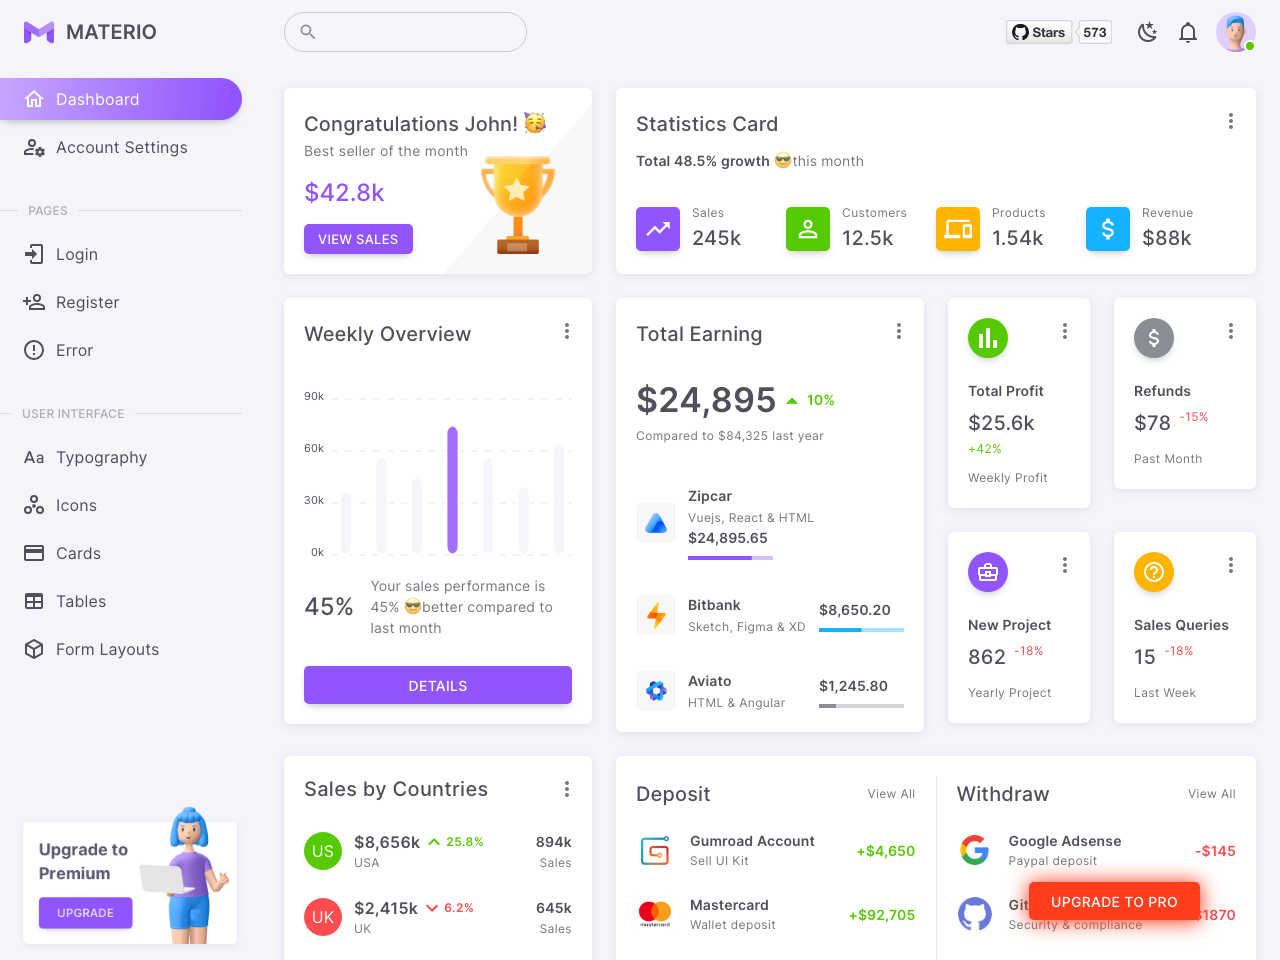 MATERIO
Stars 573
Dashboard
Account Settings
PAGES
Login
Register
Error
USER INTERFACE
Aa Typography
Icons
Cards
Tables
Form Layouts
Upgrade to
Premium
UPGRADE
Congratulations John! 🥳
Best seller of the month
$42.8k
VIEW SALES
Statistics Card
Total 48.5% growth 😎this month
Sales
245k
Customers
12.5k
Products
1.54k
Revenue
$88k
Weekly Overview
90k
60k
30k
0k
45%
Your sales performance is
45% 😎better compared to
last month
DETAILS
Total Earning
$24,895 10%
Compared to $84,325 last year
Zipcar
Vuejs, React & HTML
$24,895.65
Bitbank
Sketch, Figma & XD
$8,650.20
Aviato
HTML & Angular
$1,245.80
Total Profit
$25.6k
+42%
Weekly Profit
Refunds
$78 -15%
Past Month
New Project
862 -18%
Yearly Project
Sales Queries
15 -18%
Last Week
Sales by Countries
US
$8,656k 25.8%
USA
894k
Sales
UK
$2,415k 6.2%
UK
645k
Sales
Deposit
View All
Gumroad Account
Sell UI Kit
+$4,650
mastercard
Mastercard
Wallet deposit
+$92,705
Withdraw
View All
Google Adsense
Paypal deposit
-$145
Security & compliance
UPGRADE TO PRO